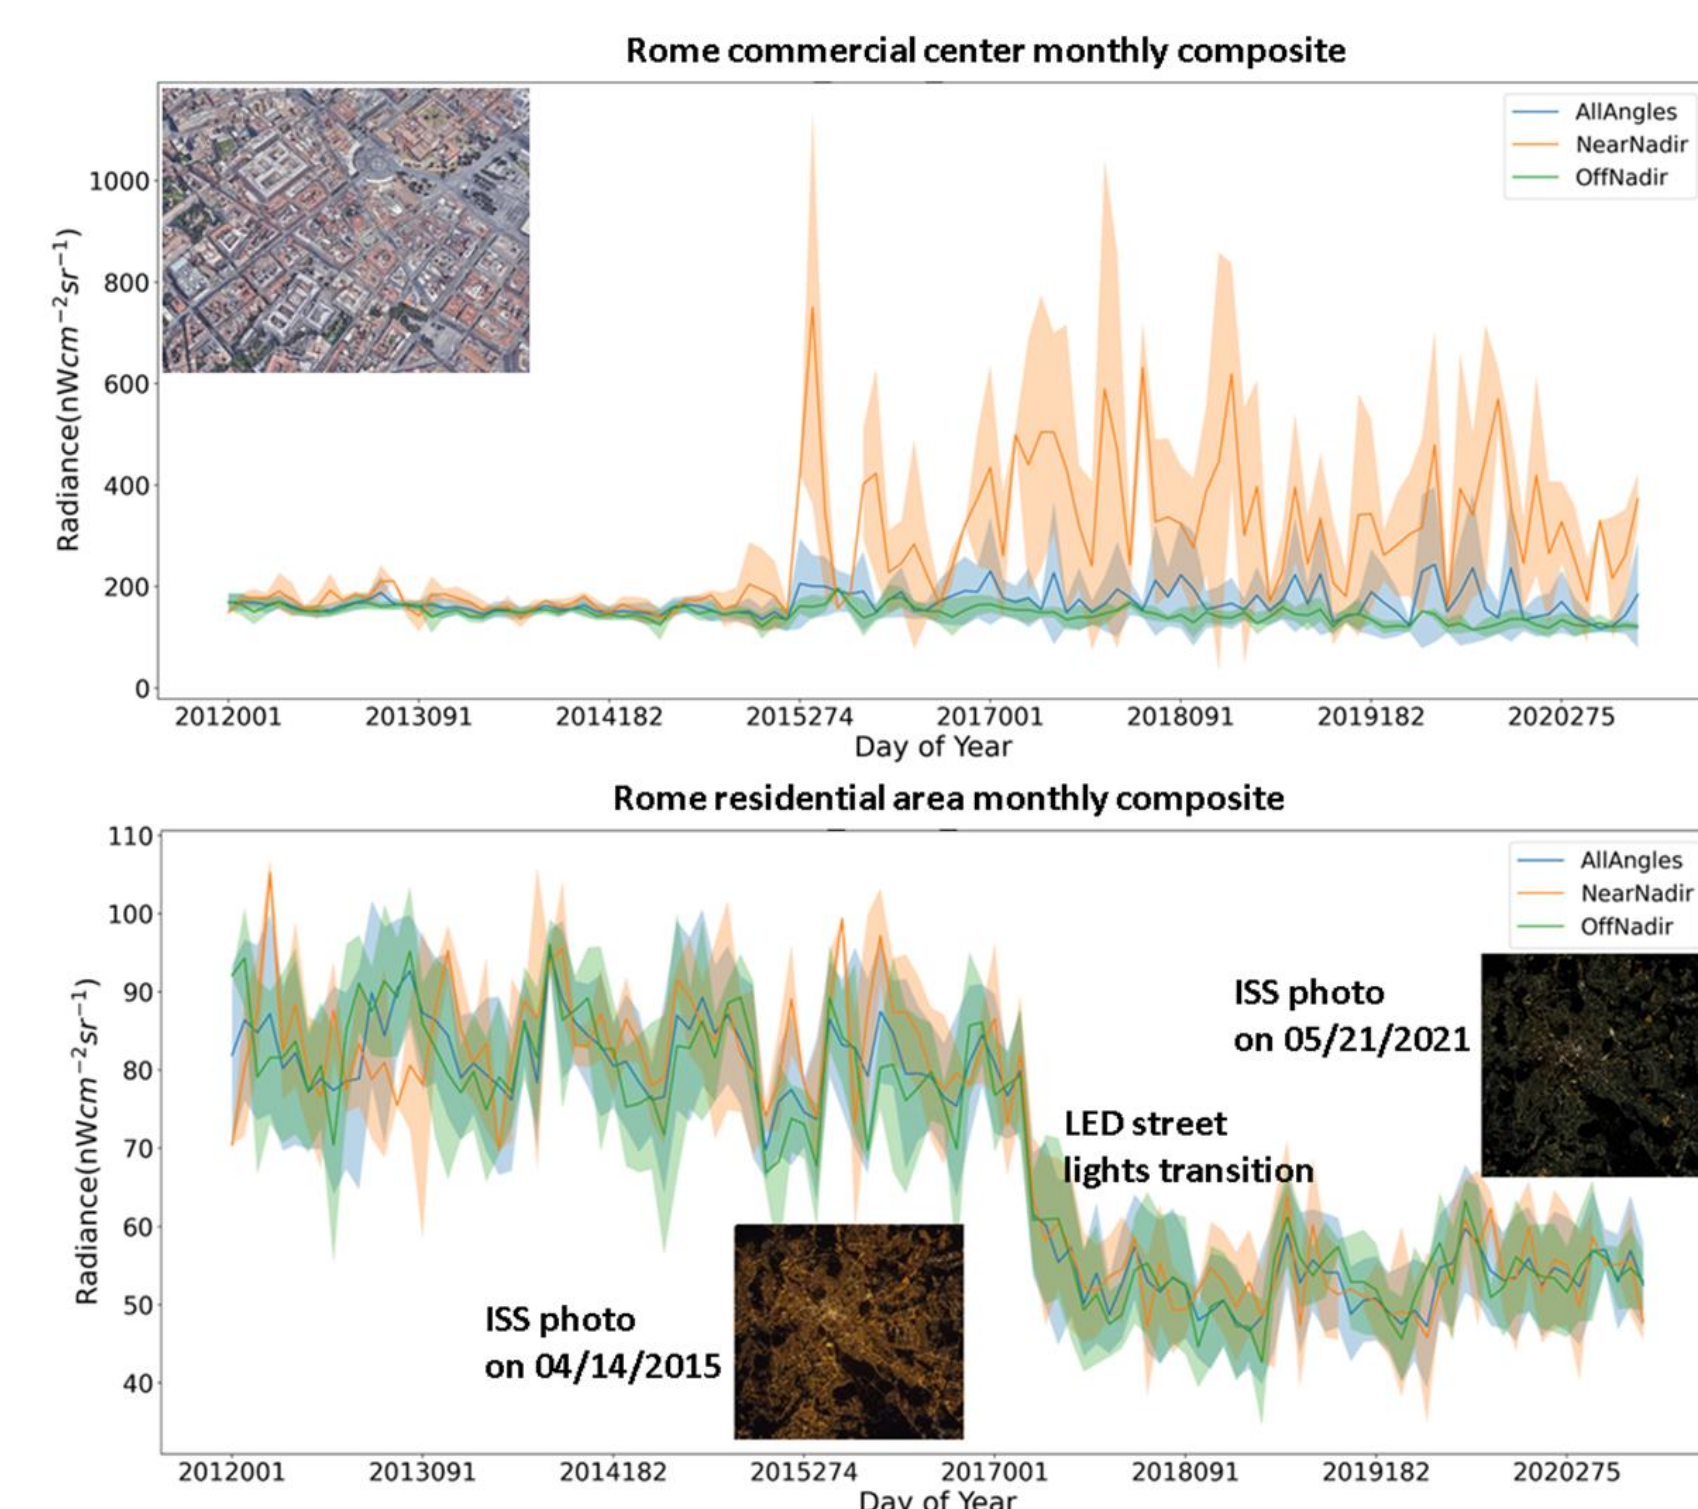 Rome commercial center monthly composite
AllAngles
NearNadir
OffNadir
1000
800
600
400
200
0
Radiance(nWcm⁻²sr⁻¹)
2012001 2013091 2014182 2015274 2017001 2018091 2019182 2020275
Day of Year
Rome residential area monthly composite
AllAngles
NearNadir
OffNadir
110
100
90
80
70
60
50
40
Radiance(nWcm⁻²sr⁻¹)
ISS photo
on 05/21/2021
LED street
lights transition
ISS photo
on 04/14/2015
2012001 2013091 2014182 2015274 2017001 2018091 2019182 2020275
Day of Year